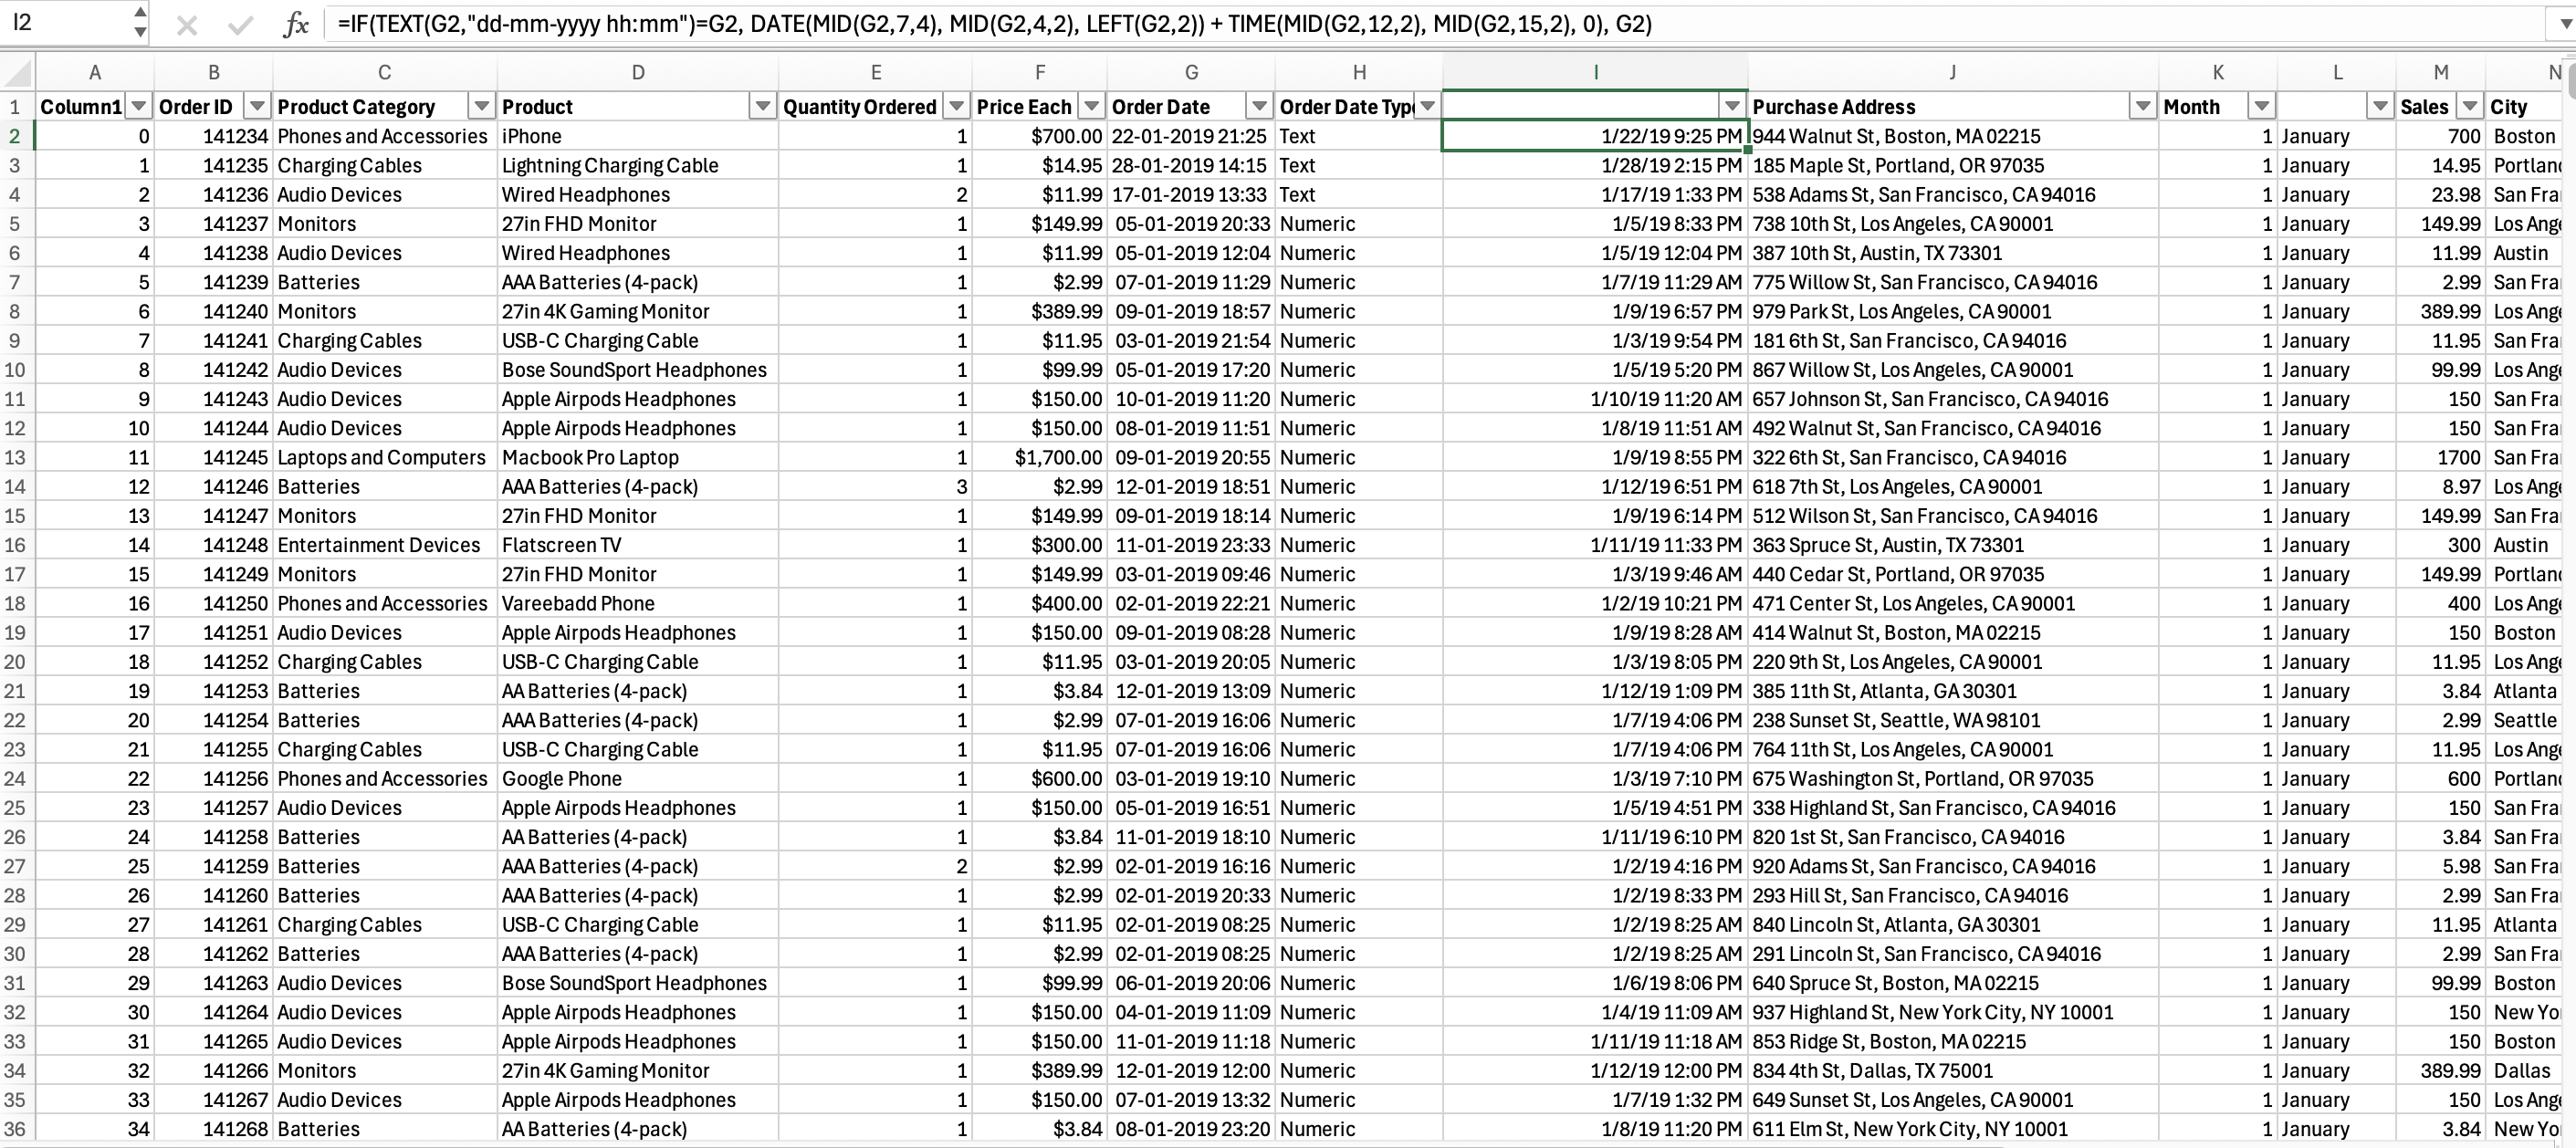 I2 fx =IF(TEXT(G2,"dd-mm-yyyy hh:mm")=G2, DATE(MID(G2,7,4), MID(G2,4,2), LEFT(G2,2)) + TIME(MID(G2,12,2), MID(G2,15,2), 0), G2)
A B C D E F G H I J K L M N
1 Column1 Order ID Product Category Product Quantity Ordered Price Each Order Date Order Date Type Purchase Address Month Sales City
2 0 141234 Phones and Accessories iPhone 1 $700.00 22-01-2019 21:25 Text 1/22/19 9:25 PM 944 Walnut St, Boston, MA 02215 1 January 700 Boston
3 1 141235 Charging Cables Lightning Charging Cable 1 $14.95 28-01-2019 14:15 Text 1/28/19 2:15 PM 185 Maple St, Portland, OR 97035 1 January 14.95 Portland
4 2 141236 Audio Devices Wired Headphones 2 $11.99 17-01-2019 13:33 Text 1/17/19 1:33 PM 538 Adams St, San Francisco, CA 94016 1 January 23.98 San Fra
5 3 141237 Monitors 27in FHD Monitor 1 $149.99 05-01-2019 20:33 Numeric 1/5/19 8:33 PM 738 10th St, Los Angeles, CA 90001 1 January 149.99 Los Ang
6 4 141238 Audio Devices Wired Headphones 1 $11.99 05-01-2019 12:04 Numeric 1/5/19 12:04 PM 387 10th St, Austin, TX 73301 1 January 11.99 Austin
7 5 141239 Batteries AAA Batteries (4-pack) 1 $2.99 07-01-2019 11:29 Numeric 1/7/19 11:29 AM 775 Willow St, San Francisco, CA 94016 1 January 2.99 San Fra
8 6 141240 Monitors 27in 4K Gaming Monitor 1 $389.99 09-01-2019 18:57 Numeric 1/9/19 6:57 PM 979 Park St, Los Angeles, CA 90001 1 January 389.99 Los Ang
9 7 141241 Charging Cables USB-C Charging Cable 1 $11.95 03-01-2019 21:54 Numeric 1/3/19 9:54 PM 181 6th St, San Francisco, CA 94016 1 January 11.95 San Fra
10 8 141242 Audio Devices Bose SoundSport Headphones 1 $99.99 05-01-2019 17:20 Numeric 1/5/19 5:20 PM 867 Willow St, Los Angeles, CA 90001 1 January 99.99 Los Ang
11 9 141243 Audio Devices Apple Airpods Headphones 1 $150.00 10-01-2019 11:20 Numeric 1/10/19 11:20 AM 657 Johnson St, San Francisco, CA 94016 1 January 150 San Fra
12 10 141244 Audio Devices Apple Airpods Headphones 1 $150.00 08-01-2019 11:51 Numeric 1/8/19 11:51 AM 492 Walnut St, San Francisco, CA 94016 1 January 150 San Fra
13 11 141245 Laptops and Computers Macbook Pro Laptop 1 $1,700.00 09-01-2019 20:55 Numeric 1/9/19 8:55 PM 322 6th St, San Francisco, CA 94016 1 January 1700 San Fra
14 12 141246 Batteries AAA Batteries (4-pack) 3 $2.99 12-01-2019 18:51 Numeric 1/12/19 6:51 PM 618 7th St, Los Angeles, CA 90001 1 January 8.97 Los Ang
15 13 141247 Monitors 27in FHD Monitor 1 $149.99 09-01-2019 18:14 Numeric 1/9/19 6:14 PM 512 Wilson St, San Francisco, CA 94016 1 January 149.99 San Fra
16 14 141248 Entertainment Devices Flatscreen TV 1 $300.00 11-01-2019 23:33 Numeric 1/11/19 11:33 PM 363 Spruce St, Austin, TX 73301 1 January 300 Austin
17 15 141249 Monitors 27in FHD Monitor 1 $149.99 03-01-2019 09:46 Numeric 1/3/19 9:46 AM 440 Cedar St, Portland, OR 97035 1 January 149.99 Portland
18 16 141250 Phones and Accessories Vareebadd Phone 1 $400.00 02-01-2019 22:21 Numeric 1/2/19 10:21 PM 471 Center St, Los Angeles, CA 90001 1 January 400 Los Ang
19 17 141251 Audio Devices Apple Airpods Headphones 1 $150.00 09-01-2019 08:28 Numeric 1/9/19 8:28 AM 414 Walnut St, Boston, MA 02215 1 January 150 Boston
20 18 141252 Charging Cables USB-C Charging Cable 1 $11.95 03-01-2019 20:05 Numeric 1/3/19 8:05 PM 220 9th St, Los Angeles, CA 90001 1 January 11.95 Los Ang
21 19 141253 Batteries AA Batteries (4-pack) 1 $3.84 12-01-2019 13:09 Numeric 1/12/19 1:09 PM 385 11th St, Atlanta, GA 30301 1 January 3.84 Atlanta
22 20 141254 Batteries AAA Batteries (4-pack) 1 $2.99 07-01-2019 16:06 Numeric 1/7/19 4:06 PM 238 Sunset St, Seattle, WA 98101 1 January 2.99 Seattle
23 21 141255 Charging Cables USB-C Charging Cable 1 $11.95 07-01-2019 16:06 Numeric 1/7/19 4:06 PM 764 11th St, Los Angeles, CA 90001 1 January 11.95 Los Ang
24 22 141256 Phones and Accessories Google Phone 1 $600.00 03-01-2019 19:10 Numeric 1/3/19 7:10 PM 675 Washington St, Portland, OR 97035 1 January 600 Portland
25 23 141257 Audio Devices Apple Airpods Headphones 1 $150.00 05-01-2019 16:51 Numeric 1/5/19 4:51 PM 338 Highland St, San Francisco, CA 94016 1 January 150 San Fra
26 24 141258 Batteries AA Batteries (4-pack) 1 $3.84 11-01-2019 18:10 Numeric 1/11/19 6:10 PM 820 1st St, San Francisco, CA 94016 1 January 3.84 San Fra
27 25 141259 Batteries AAA Batteries (4-pack) 2 $2.99 02-01-2019 16:16 Numeric 1/2/19 4:16 PM 920 Adams St, San Francisco, CA 94016 1 January 5.98 San Fra
28 26 141260 Batteries AAA Batteries (4-pack) 1 $2.99 02-01-2019 20:33 Numeric 1/2/19 8:33 PM 293 Hill St, San Francisco, CA 94016 1 January 2.99 San Fra
29 27 141261 Charging Cables USB-C Charging Cable 1 $11.95 02-01-2019 08:25 Numeric 1/2/19 8:25 AM 840 Lincoln St, Atlanta, GA 30301 1 January 11.95 Atlanta
30 28 141262 Batteries AAA Batteries (4-pack) 1 $2.99 02-01-2019 08:25 Numeric 1/2/19 8:25 AM 291 Lincoln St, San Francisco, CA 94016 1 January 2.99 San Fra
31 29 141263 Audio Devices Bose SoundSport Headphones 1 $99.99 06-01-2019 20:06 Numeric 1/6/19 8:06 PM 640 Spruce St, Boston, MA 02215 1 January 99.99 Boston
32 30 141264 Audio Devices Apple Airpods Headphones 1 $150.00 04-01-2019 11:09 Numeric 1/4/19 11:09 AM 937 Highland St, New York City, NY 10001 1 January 150 New Yo
33 31 141265 Audio Devices Apple Airpods Headphones 1 $150.00 11-01-2019 11:18 Numeric 1/11/19 11:18 AM 853 Ridge St, Boston, MA 02215 1 January 150 Boston
34 32 141266 Monitors 27in 4K Gaming Monitor 1 $389.99 12-01-2019 12:00 Numeric 1/12/19 12:00 PM 834 4th St, Dallas, TX 75001 1 January 389.99 Dallas
35 33 141267 Audio Devices Apple Airpods Headphones 1 $150.00 07-01-2019 13:32 Numeric 1/7/19 1:32 PM 649 Sunset St, Los Angeles, CA 90001 1 January 150 Los Ang
36 34 141268 Batteries AA Batteries (4-pack) 1 $3.84 08-01-2019 23:20 Numeric 1/8/19 11:20 PM 611 Elm St, New York City, NY 10001 1 January 3.84 New Yo